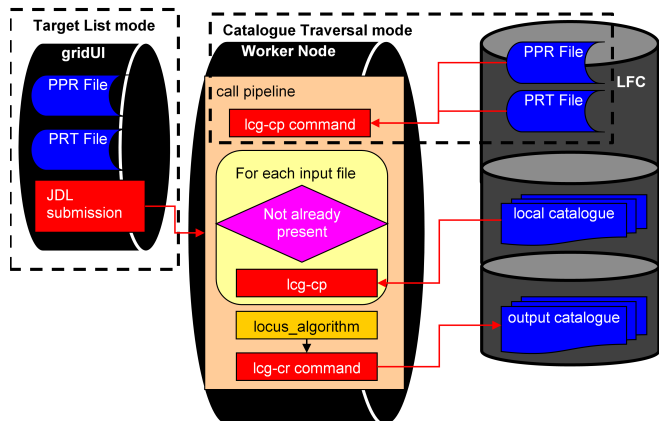 Target List mode
gridUI
PPR File
PRT File
JDL
submission
Catalogue Traversal mode
Worker Node
call pipeline
lcg-cp command
For each input file
Not already
present
lcg-cp
locus_algorithm
lcg-cr command
PPR File
LFC
PRT File
local catalogue
output catalogue